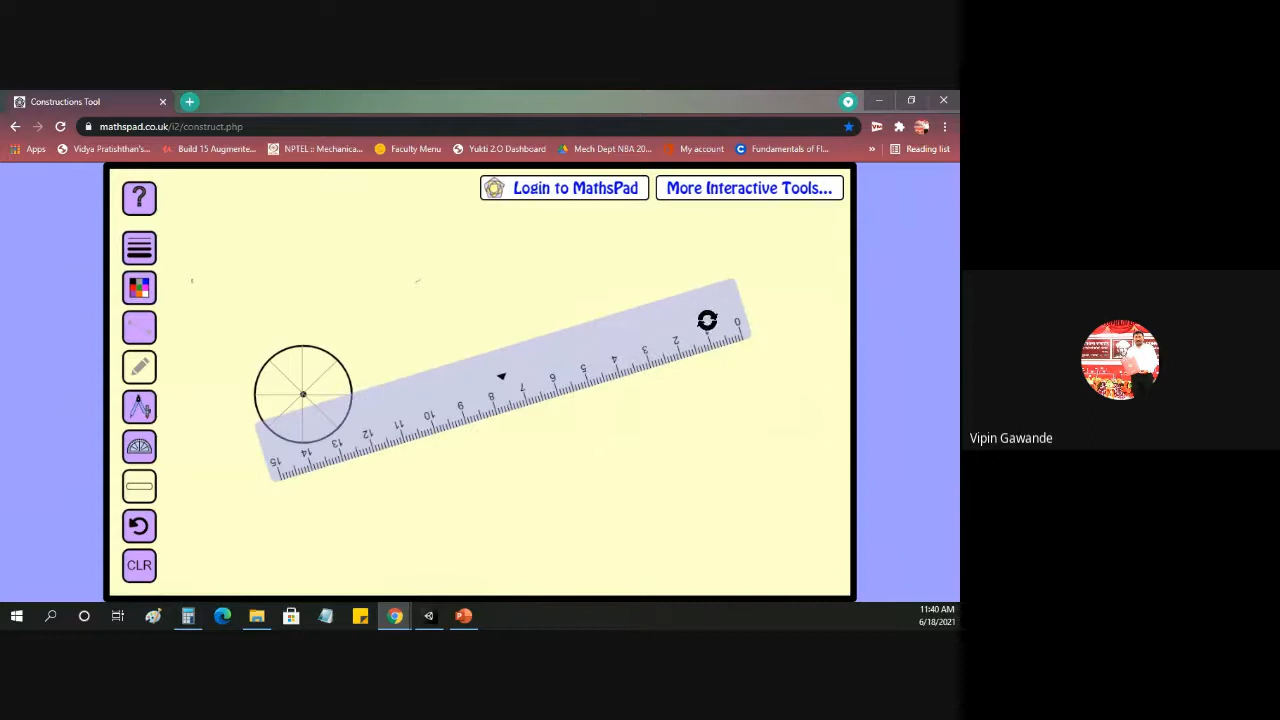 Constructions Tool
mathspad.co.uk/i2/construct.php
Apps Vidya Pratishthan's... Build 15 Augmente... NPTEL :: Mechanica... Faculty Menu Yukti 2.O Dashboard Mech Dept NBA 20... My account Fundamentals of Fl... » Reading list
? Login to MathsPad More Interactive Tools...
0
2
3
4
5
6
7
8
9
10
11
12
13
14
15
CLR
Vipin Gawande
11:40 AM
6/18/2021